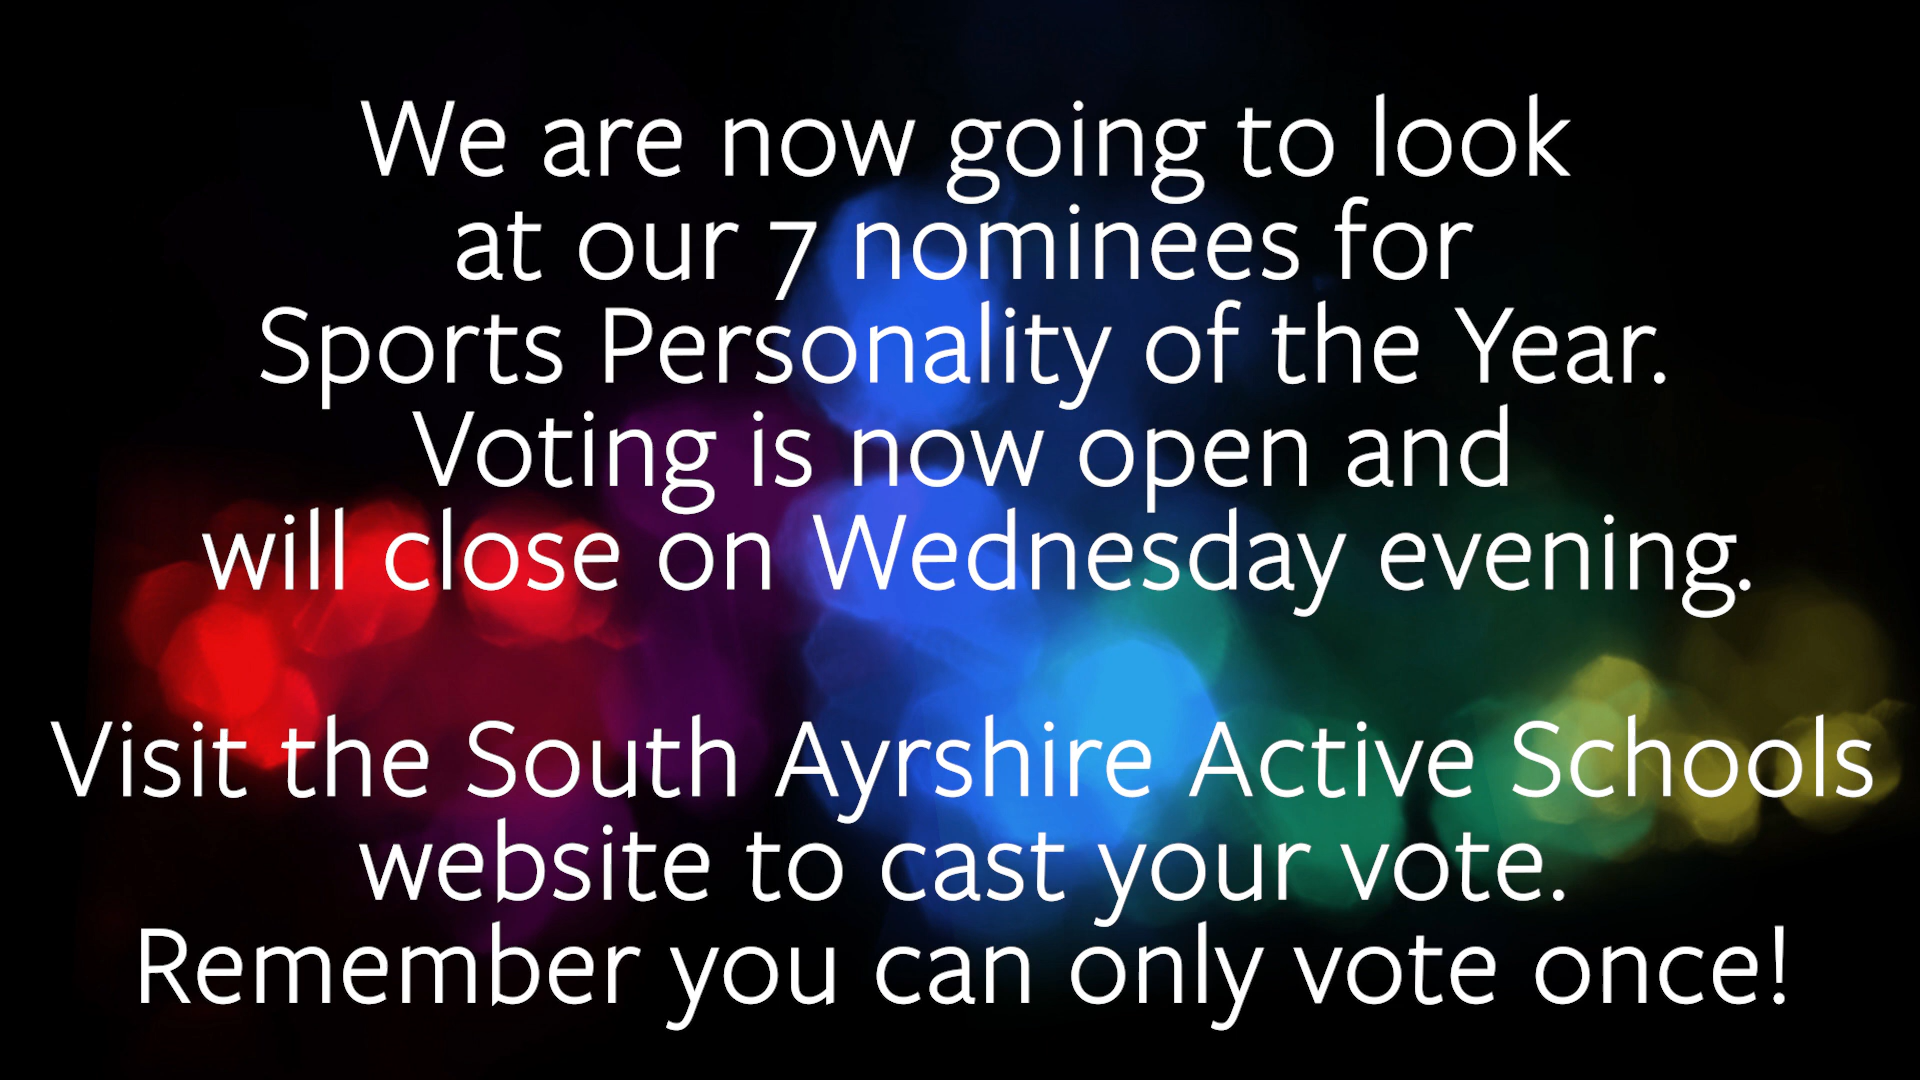 We are now going to look
at our 7 nominees for
Sports Personality of the Year.
Voting is now open and
will close on Wednesday evening.
Visit the South Ayrshire Active Schools
website to cast your vote.
Remember you can only vote once!